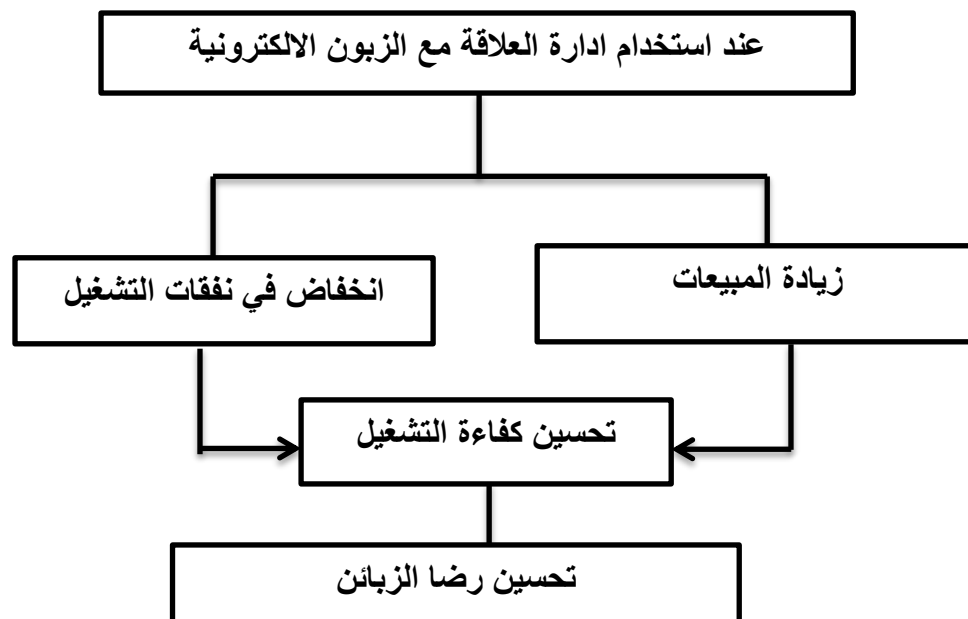 عند استخدام ادارة العلاقة مع الزبون الالكترونية
زيادة المبيعات
انخفاض في نفقات التشغيل
تحسين كفاءة التشغيل
تحسين رضا الزبائن